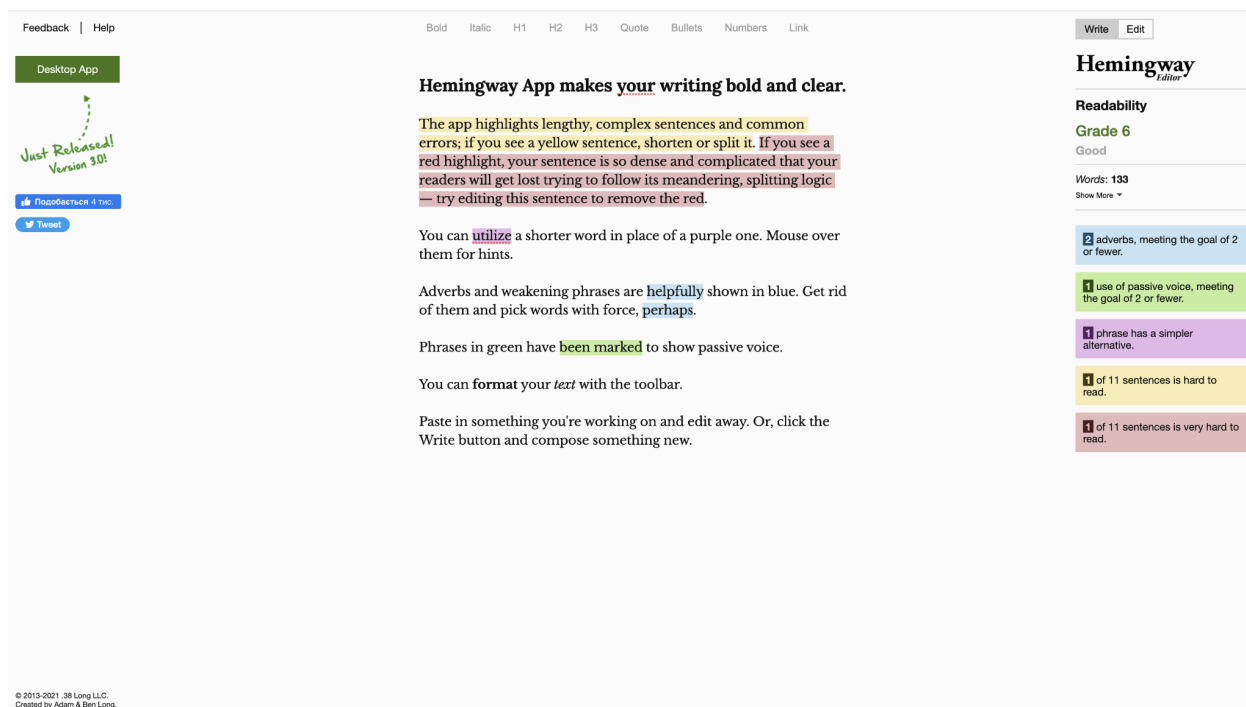 Feedback | Help
Bold Italic H1 H2 H3 Quote Bullets Numbers Link
Write Edit
Desktop App
Just Released!
Version 3.0!
Подобається 4 тис.
Tweet
Hemingway App makes your writing bold and clear.
The app highlights lengthy, complex sentences and common
errors; if you see a yellow sentence, shorten or split it. If you see a
red highlight, your sentence is so dense and complicated that your
readers will get lost trying to follow its meandering, splitting logic
— try editing this sentence to remove the red.
You can utilize a shorter word in place of a purple one. Mouse over
them for hints.
Adverbs and weakening phrases are helpfully shown in blue. Get rid
of them and pick words with force, perhaps.
Phrases in green have been marked to show passive voice.
You can format your text with the toolbar.
Paste in something you're working on and edit away. Or, click the
Write button and compose something new.
Hemingway
Editor
Readability
Grade 6
Good
Words: 133
Show More
2 adverbs, meeting the goal of 2
or fewer.
1 use of passive voice, meeting
the goal of 2 or fewer.
1 phrase has a simpler
alternative.
1 of 11 sentences is hard to
read.
1 of 11 sentences is very hard to
read.
© 2013-2021 .38 Long LLC.
Created by Adam & Ben Long.